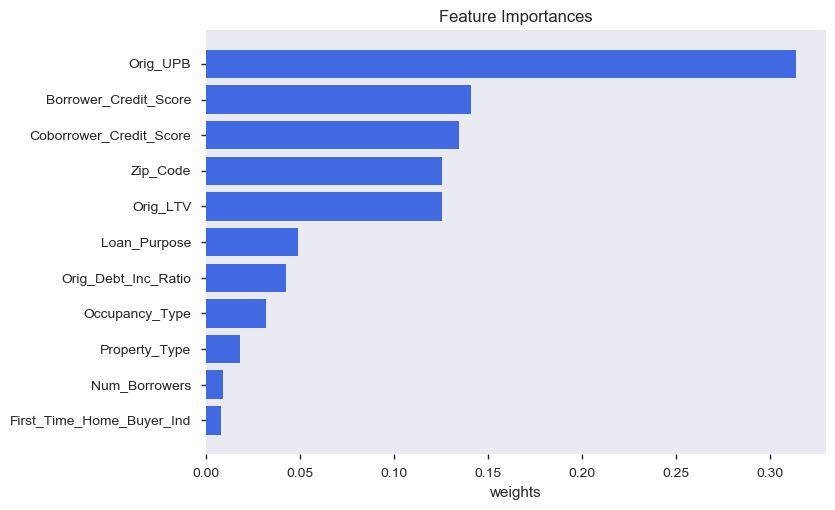 Feature Importances
Orig_UPB
Borrower_Credit_Score
Coborrower_Credit_Score
Zip_Code
Orig_LTV
Loan_Purpose
Orig_Debt_Inc_Ratio
Occupancy_Type
Property_Type
Num_Borrowers
First_Time_Home_Buyer_Ind
0.00 0.05 0.10 0.15 0.20 0.25 0.30
weights